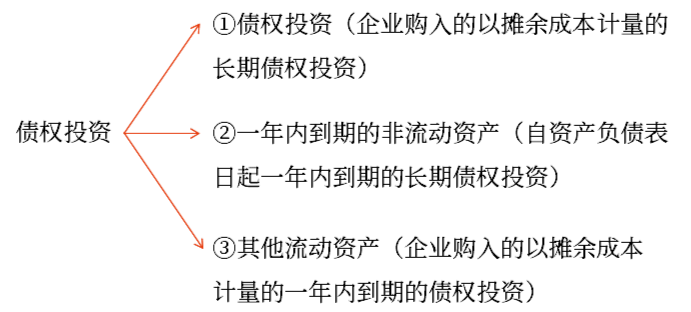 ①债权投资（企业购入的以摊余成本计量的
长期债权投资）
债权投资
②一年内到期的非流动资产（自资产负债表
日起一年内到期的长期债权投资）
③其他流动资产（企业购入的以摊余成本
计量的一年内到期的债权投资）